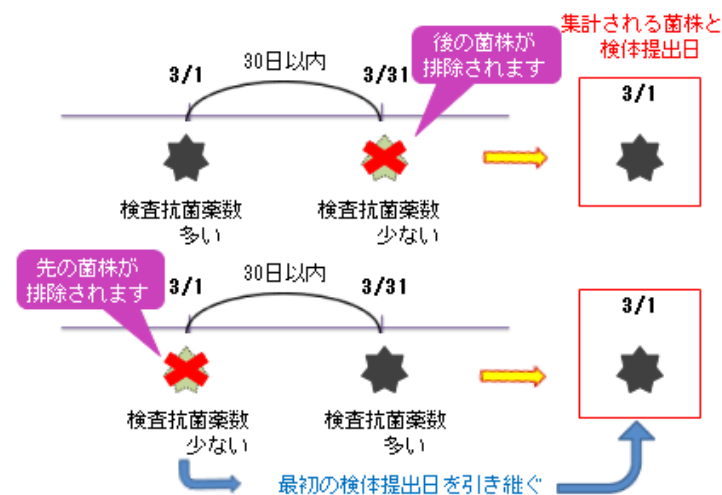 集計される菌株と
検体提出日
後の菌株が
排除されます
3/1
30日以内
3/31
3/1
検査抗菌薬数
多い
検査抗菌薬数
少ない
先の菌株が
排除されます
3/1
30日以内
3/31
3/1
検査抗菌薬数
少ない
検査抗菌薬数
多い
最初の検体提出日を引き継ぐ